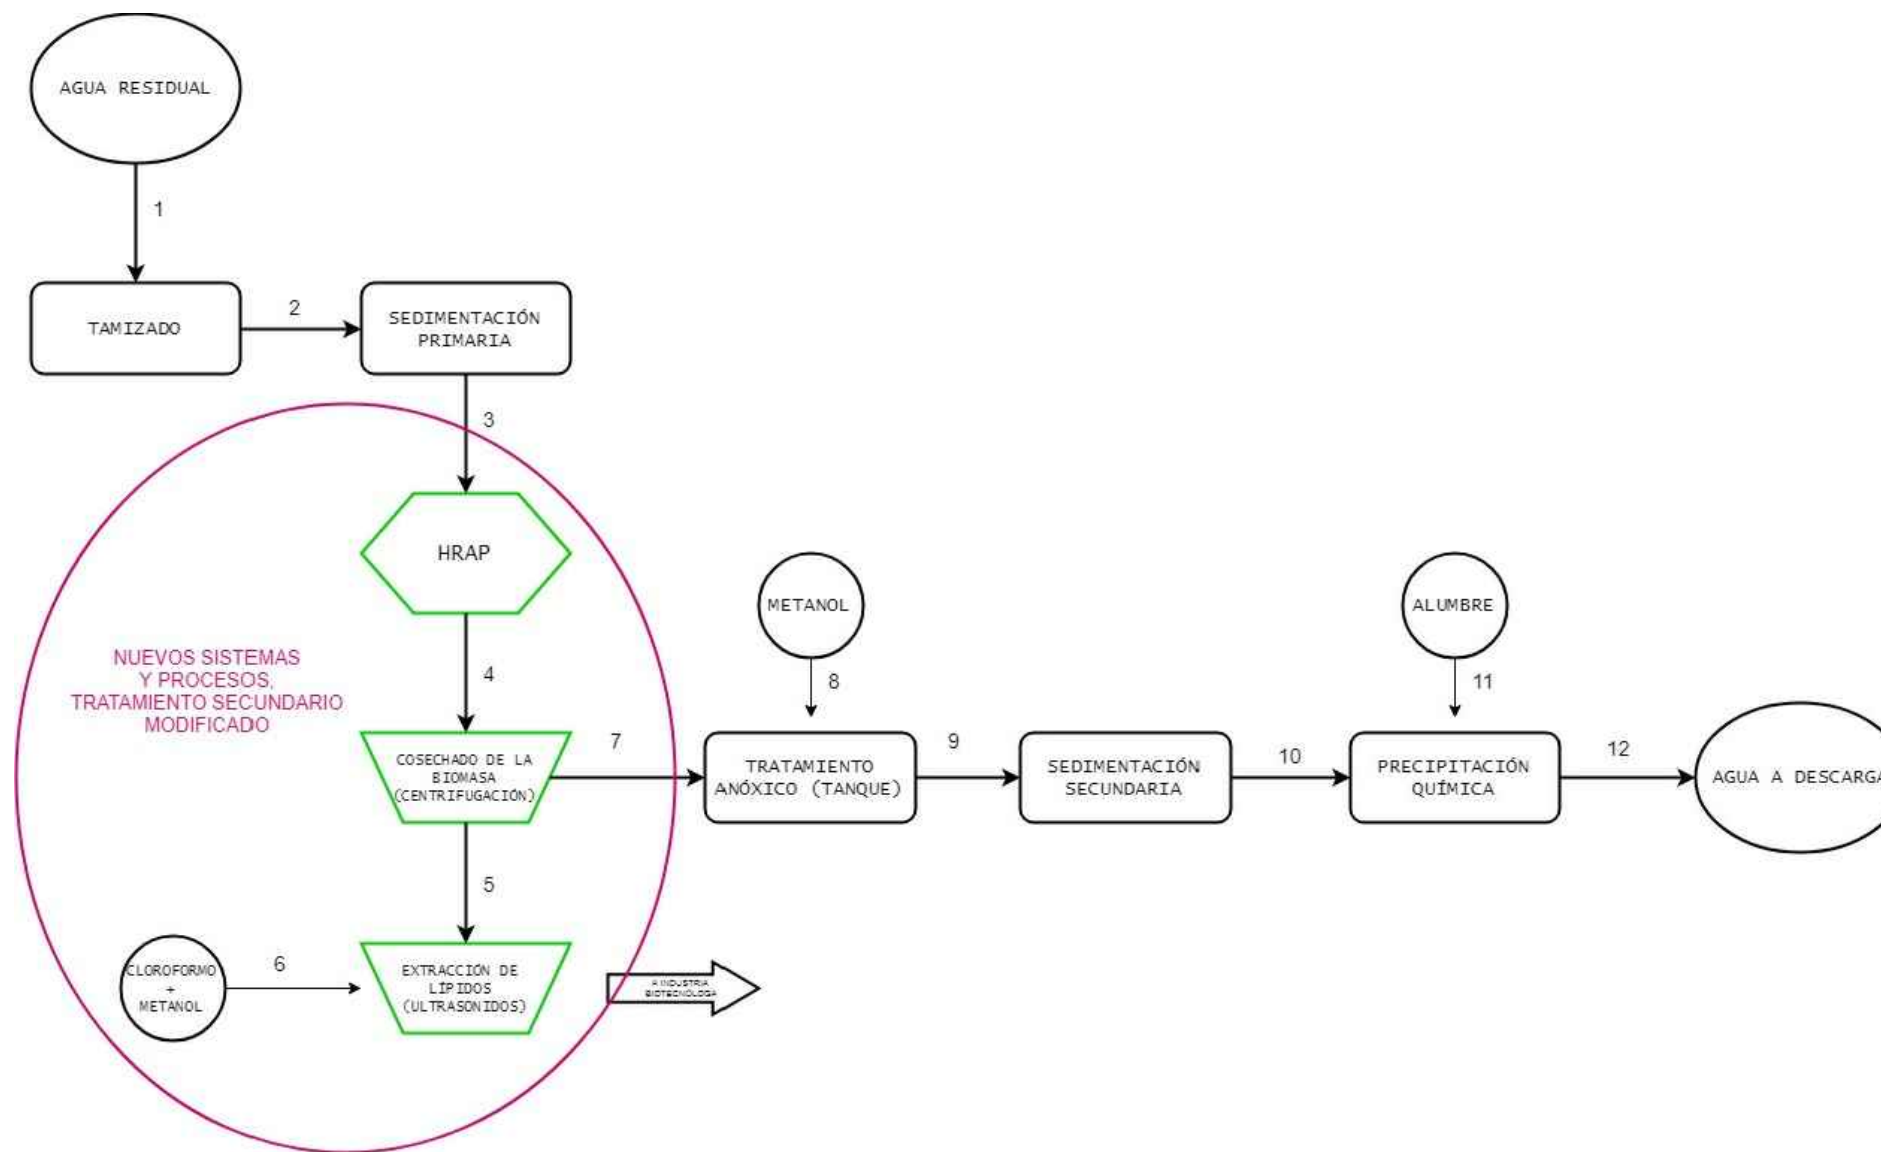 AGUA RESIDUAL
1
TAMIZADO
2
SEDIMENTACIÓN
PRIMARIA
3
HRAP
NUEVOS SISTEMAS
Y PROCESOS,
TRATAMIENTO SECUNDARIO
MODIFICADO
4
COSECHADO DE LA
BIOMASA
(CENTRIFUGACIÓN)
5
CLOROFORMO
+
METANOL
6
EXTRACCIÓN DE
LÍPIDOS
(ULTRASONIDOS)
A INDUSTRIA
BIOTECNÓLOGA
7
METANOL
8
TRATAMIENTO
ANÓXICO (TANQUE)
9
SEDIMENTACIÓN
SECUNDARIA
10
ALUMBRE
11
PRECIPITACIÓN
QUÍMICA
12
AGUA A DESCARGA